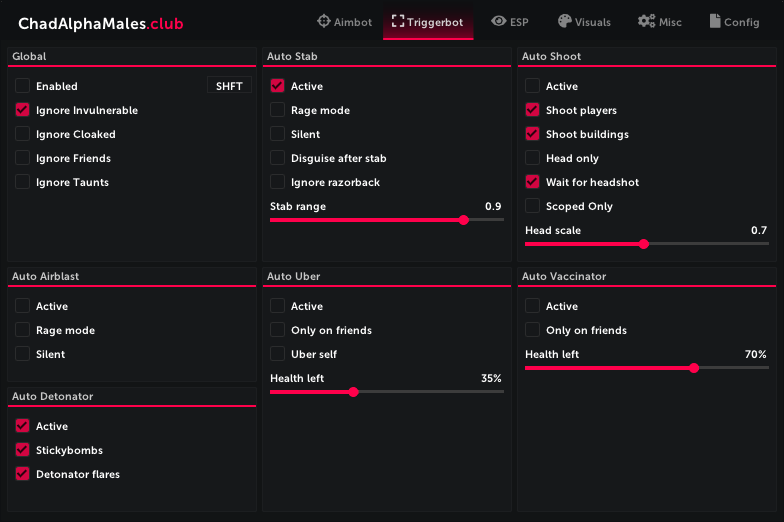 ChadAlphaMales.club
Aimbot
Triggerbot
ESP
Visuals
Misc
Config
Global
Enabled
SHFT
Ignore Invulnerable
Ignore Cloaked
Ignore Friends
Ignore Taunts
Auto Stab
Active
Rage mode
Silent
Disguise after stab
Ignore razorback
Stab range 0.9
Auto Shoot
Active
Shoot players
Shoot buildings
Head only
Wait for headshot
Scoped Only
Head scale 0.7
Auto Airblast
Active
Rage mode
Silent
Auto Detonator
Active
Stickybombs
Detonator flares
Auto Uber
Active
Only on friends
Uber self
Health left 35%
Auto Vaccinator
Active
Only on friends
Health left 70%